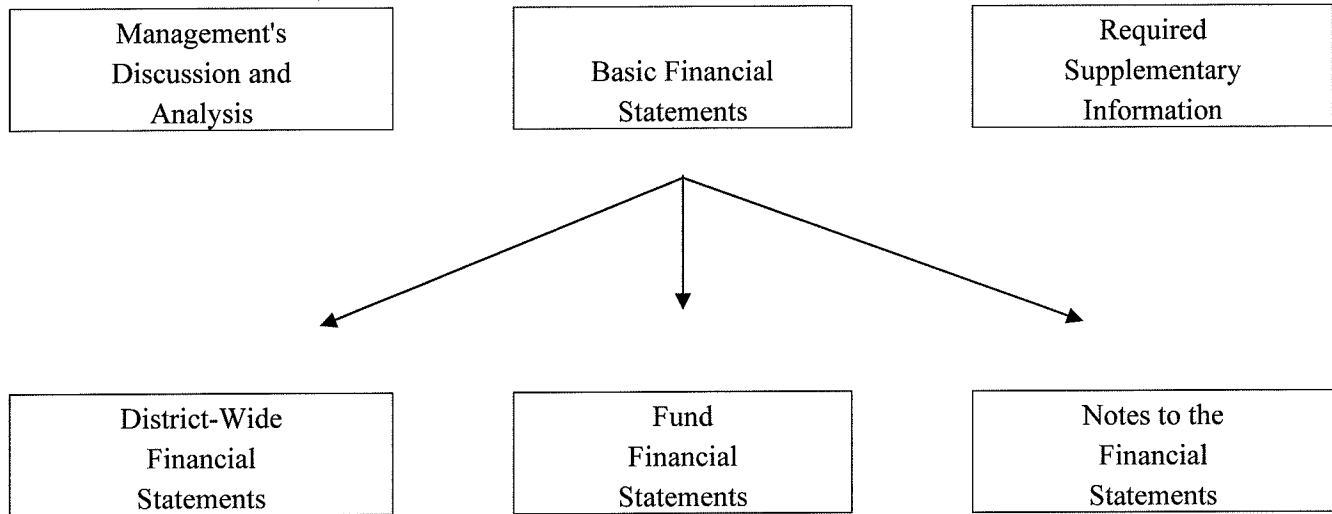 Management's
Discussion and
Analysis
Basic Financial
Statements
Required
Supplementary
Information
District-Wide
Financial
Statements
Fund
Financial
Statements
Notes to the
Financial
Statements